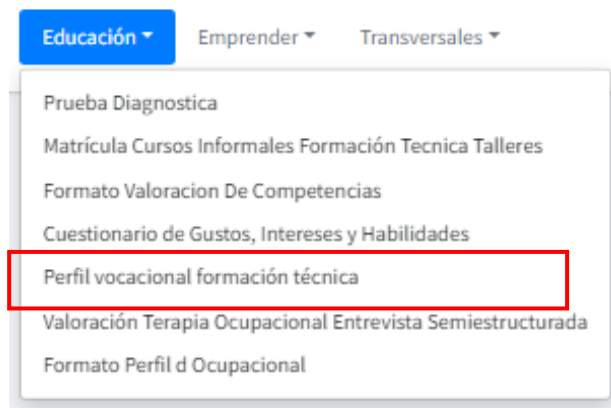 Educación Emprender Transversales
Prueba Diagnostica
Matrícula Cursos Informales Formación Tecnica Talleres
Formato Valoracion De Competencias
Cuestionario de Gustos, Intereses y Habilidades
Perfil vocacional formación técnica
Valoración Terapia Ocupacional Entrevista Semiestructurada
Formato Perfil d Ocupacional